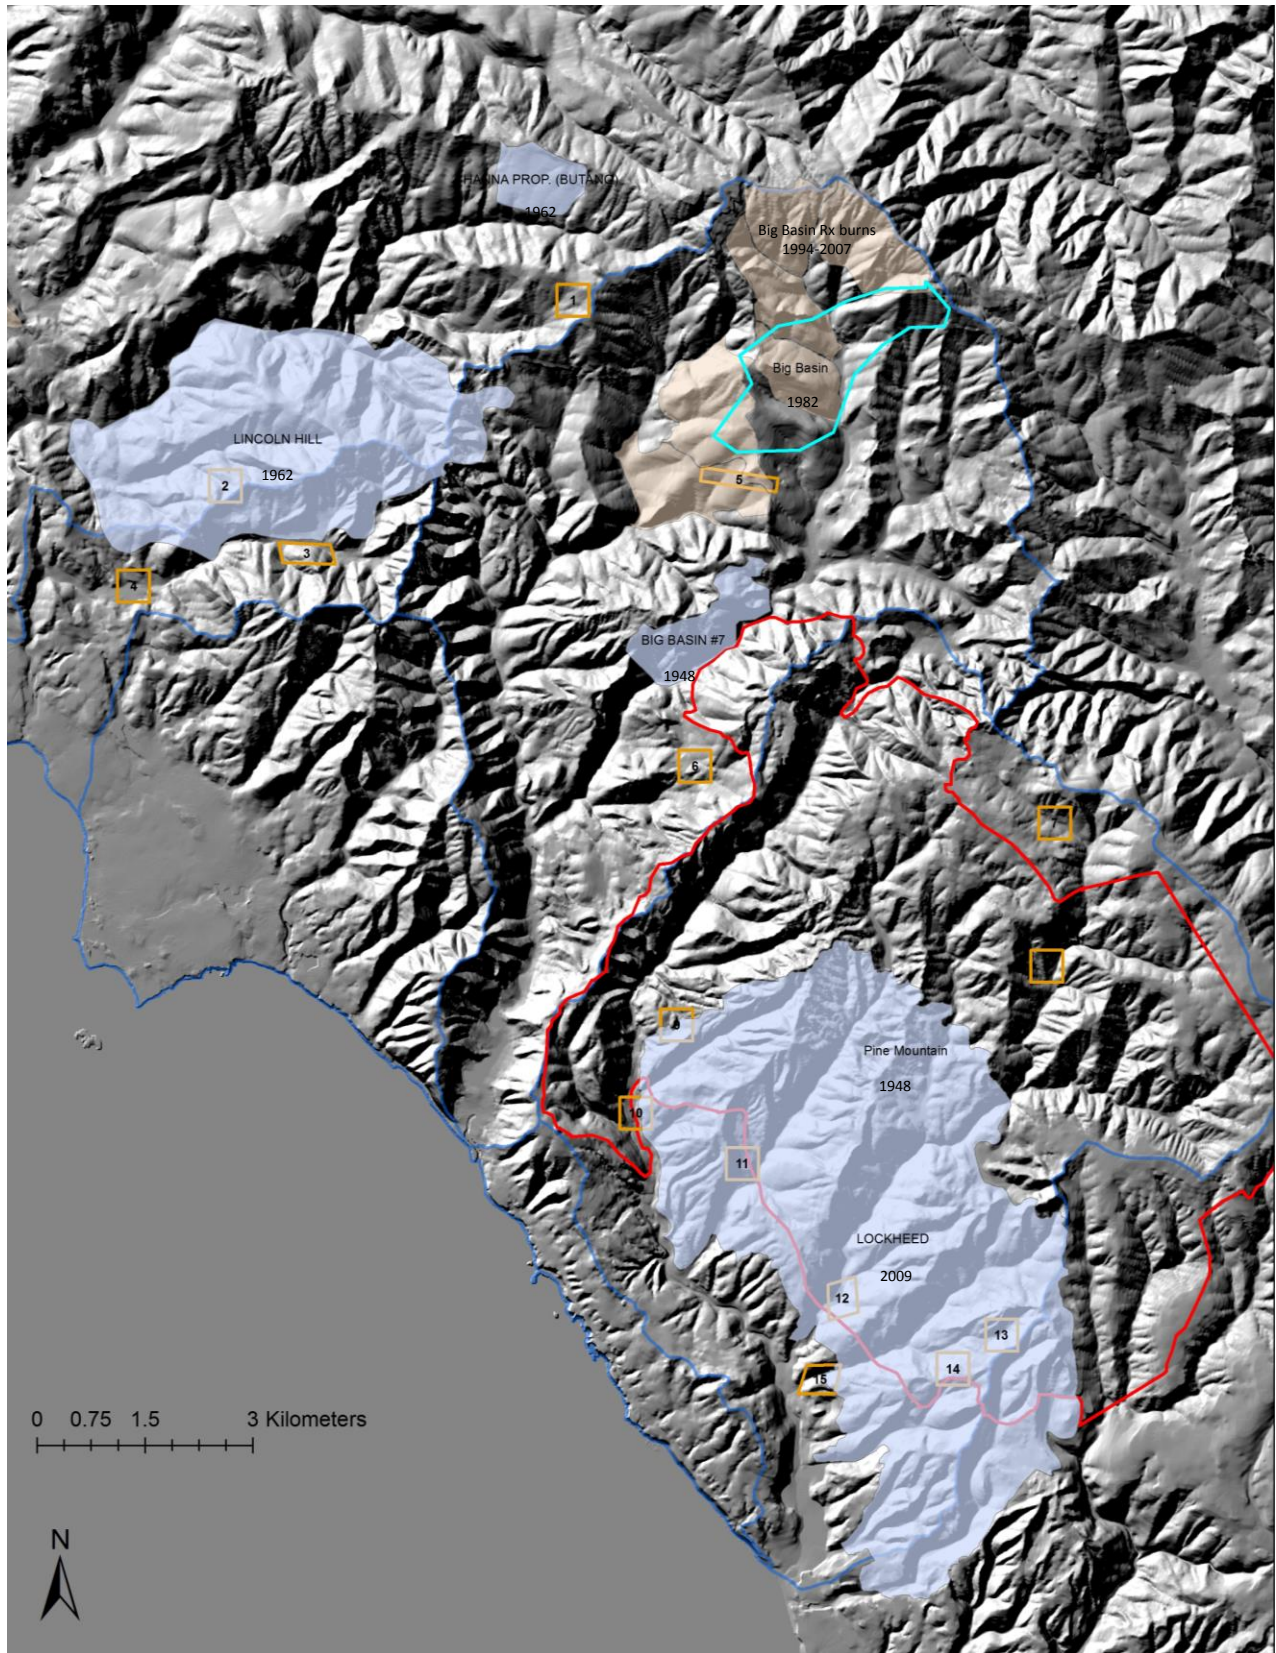 CHANNA PROP. (BUTANO)
1962
Big Basin Rx burns
1994-2007
1
Big Basin
1982
LINCOLN HILL
1962
2
5
3
4
BIG BASIN #7
1948
6
7
9
Pine Mountain
1948
10
11
LOCKHEED
2009
12
13
14
15
0 0.75 1.5 3 Kilometers
N